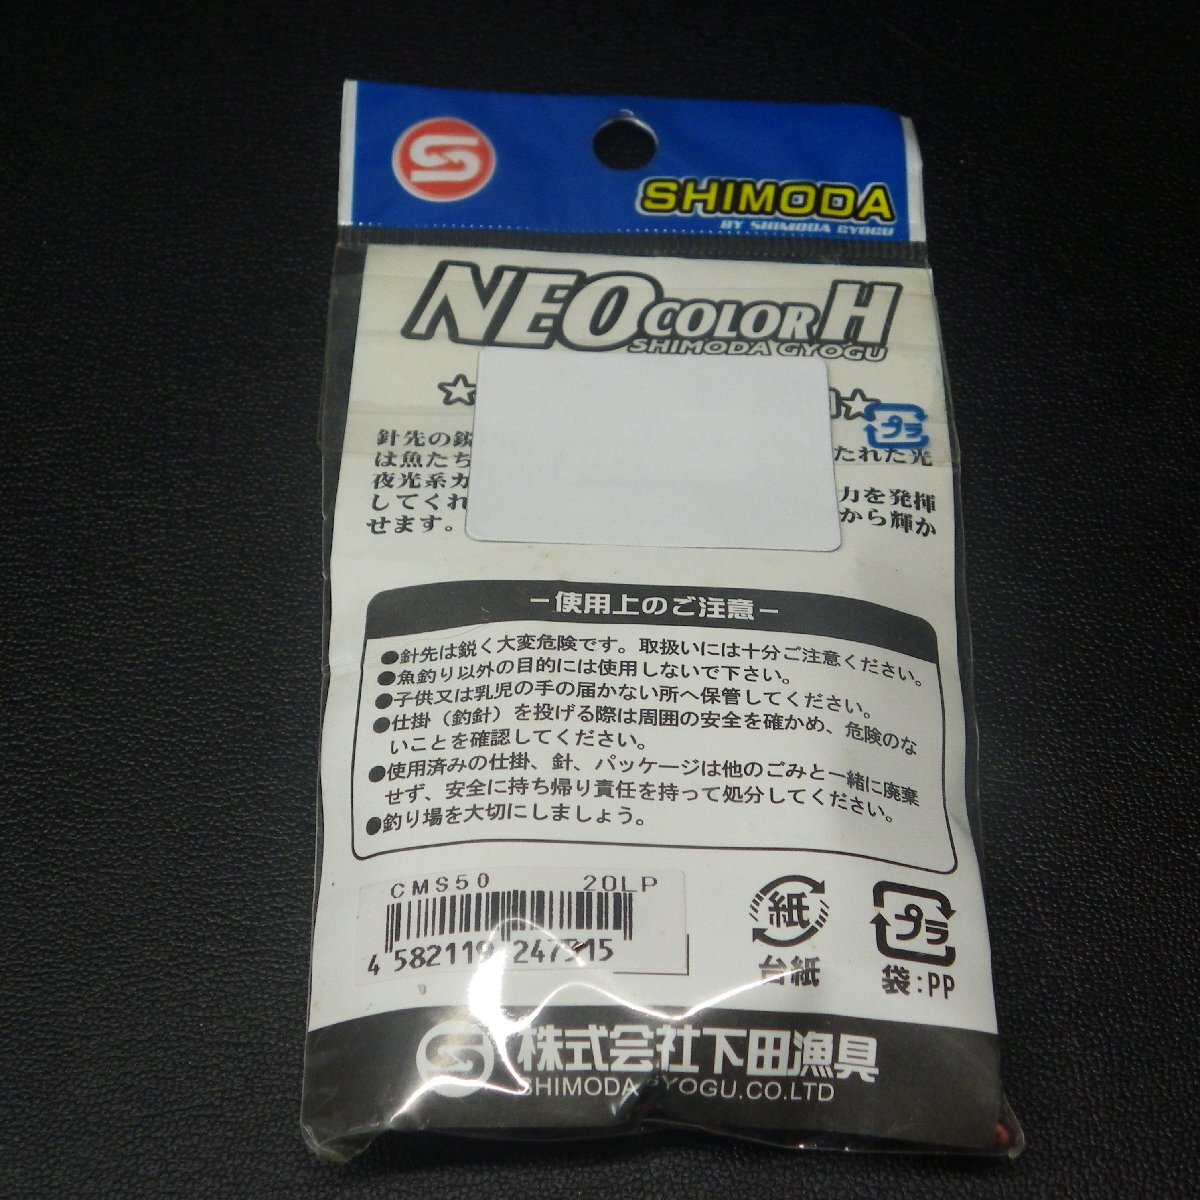 SHIMODA
BY SHIMODA GYOGU
NEO COLOR H
SHIMODA GYOGU
プラ
針先の鋭
たれた光
は魚たち
夜光系カ
力を発揮
してくれ
から輝か
せます。
−使用上のご注意−
●針先は鋭く大変危険です。取扱いには十分ご注意ください。
●魚釣り以外の目的には使用しないで下さい。
●子供又は乳児の手の届かない所へ保管してください。
●仕掛（釣針）を投げる際は周囲の安全を確かめ、危険のな
いことを確認してください。
●使用済みの仕掛、針、パッケージは他のごみと一緒に廃棄
せず、安全に持ち帰り責任を持って処分してください。
●釣り場を大切にしましょう。
CMS50 20LP
4 582119 247315
紙
台紙
プラ
袋:PP
株式会社下田漁具
SHIMODA GYOGU.CO.LTD